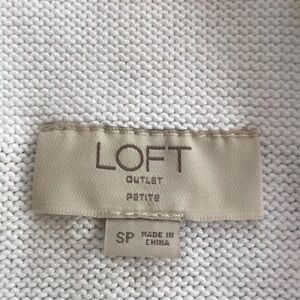 LOFT
OUTLET
PETITE
SP MADE IN
CHINA